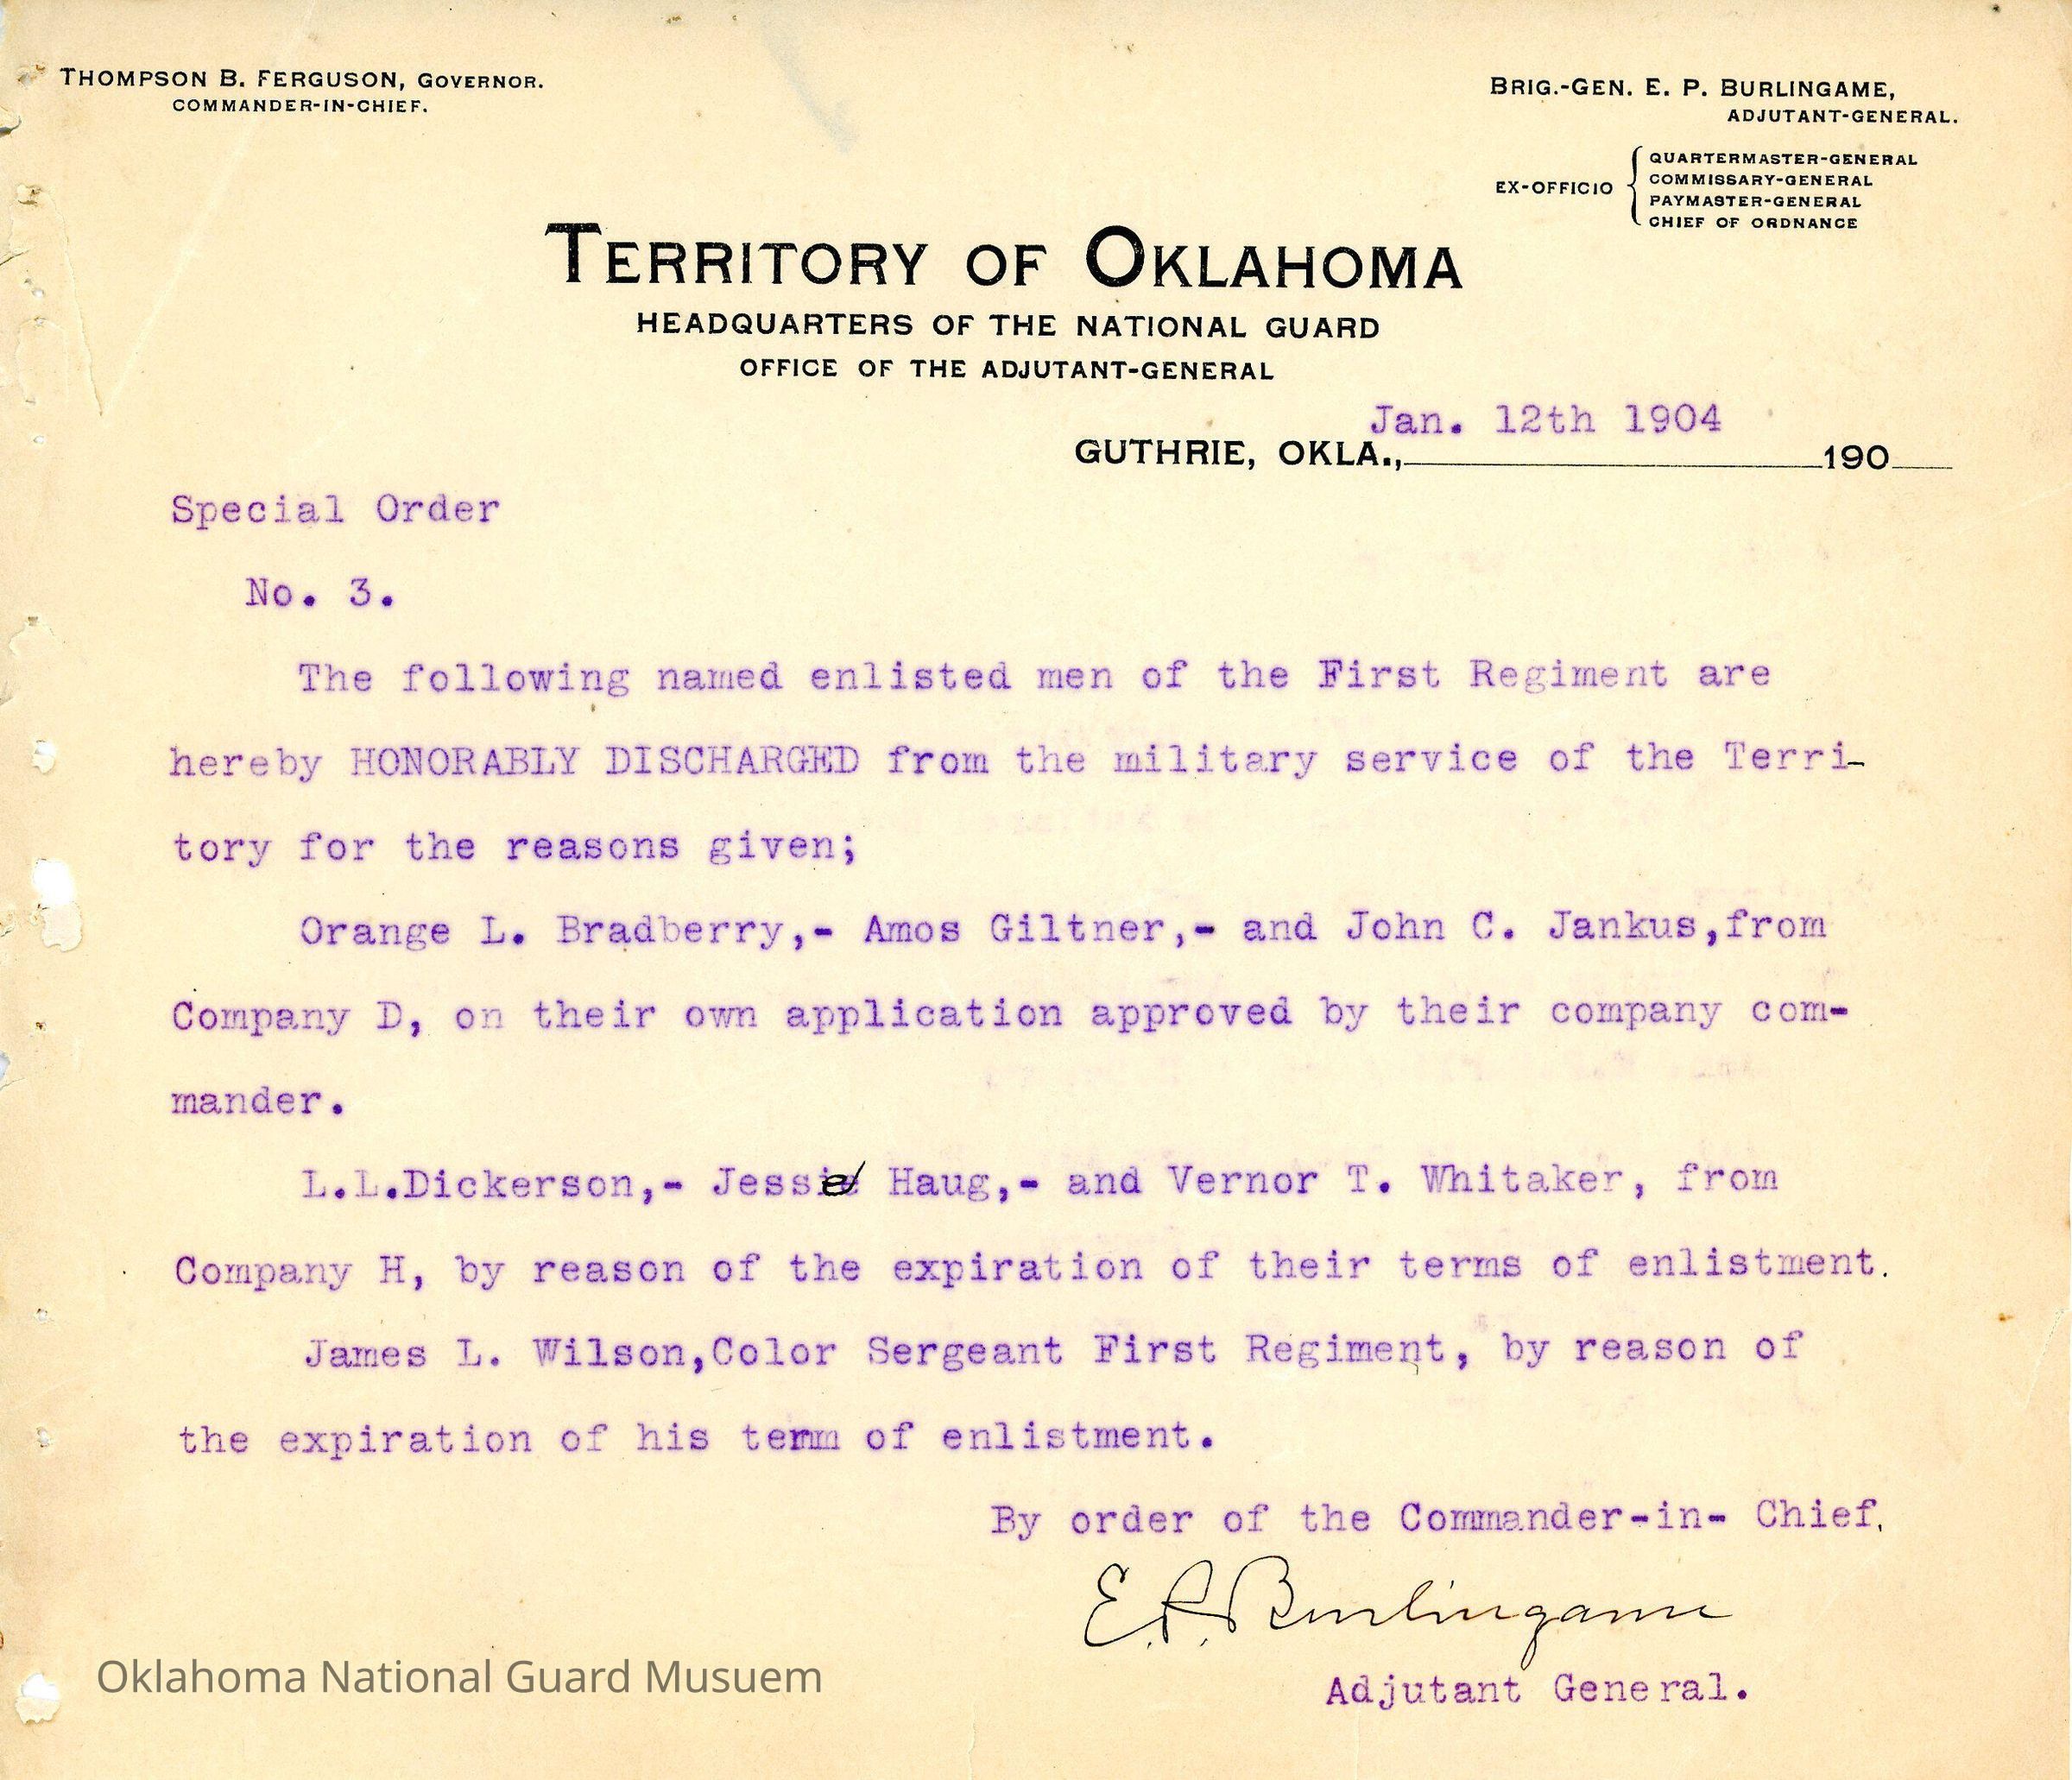 THOMPSON B. FERGUSON, GOVERNOR.
COMMANDER-IN-CHIEF.
BRIG.-GEN. E. P. BURLINGAME,
ADJUTANT-GENERAL.
EX-OFFICIO
QUARTERMASTER-GENERAL
COMMISSARY-GENERAL
PAYMASTER-GENERAL
CHIEF OF ORDNANCE
TERRITORY OF OKLAHOMA
HEADQUARTERS OF THE NATIONAL GUARD
OFFICE OF THE ADJUTANT-GENERAL
Jan. 12th 1904
GUTHRIE, OKLA., 190
Special Order
No. 3.
The following named enlisted men of the First Regiment are
hereby HONORABLY DISCHARGED from the military service of the Terri-
tory for the reasons given;
Orange L. Bradberry,- Amos Giltner,- and John C. Jankus,from
Company D, on their own application approved by their company com-
mander.
L.L.Dickerson,- Jesse Haug,- and Vernor T. Whitaker, from
Company H, by reason of the expiration of their terms of enlistment.
James L. Wilson,Color Sergeant First Regiment, by reason of
the expiration of his term of enlistment.
By order of the Commander-in- Chief.
E. P. Burlingame
Adjutant General.
Oklahoma National Guard Musuem